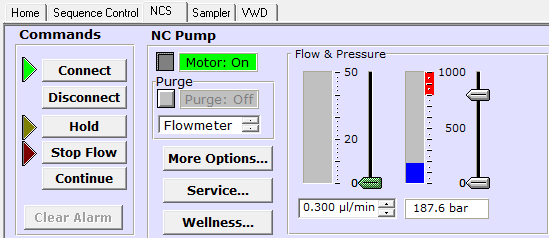 Home Sequence Control NCS Sampler VWD
Commands
Connect
Disconnect
Hold
Stop Flow
Continue
Clear Alarm
NC Pump
Motor: On
Purge
Purge: Off
Flowmeter
More Options...
Service...
Wellness...
Flow & Pressure
50
20
0
0.300 µl/min
1000
500
0
187.6 bar